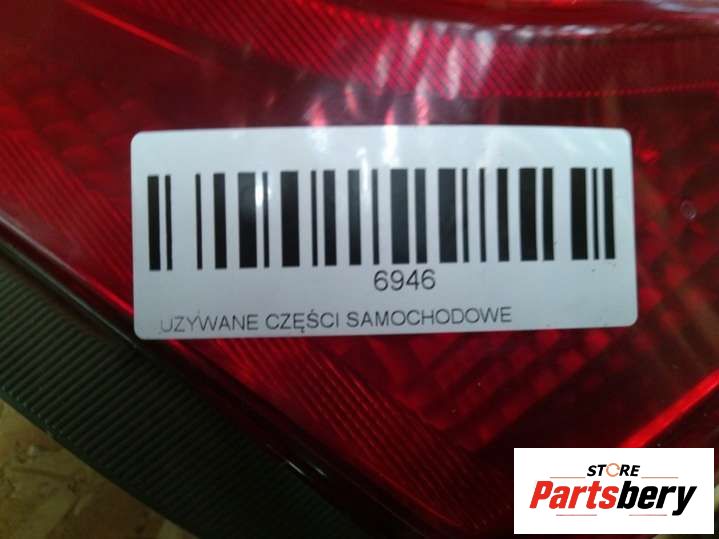 6946
UZYWANE CZĘŚCI SAMOCHODOWE
STORE
Partsbery